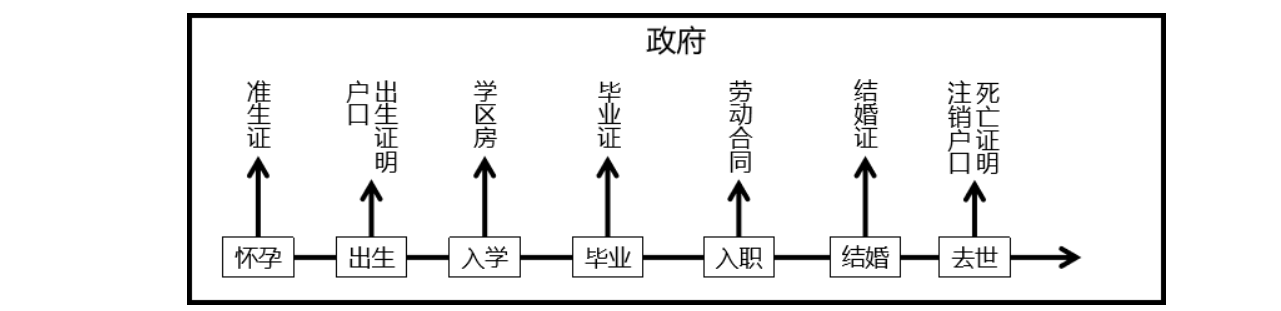 政府
准生证
出生证明
户口
学区房
毕业证
劳动合同
结婚证
死亡证明
注销户口
怀孕
出生
入学
毕业
入职
结婚
去世